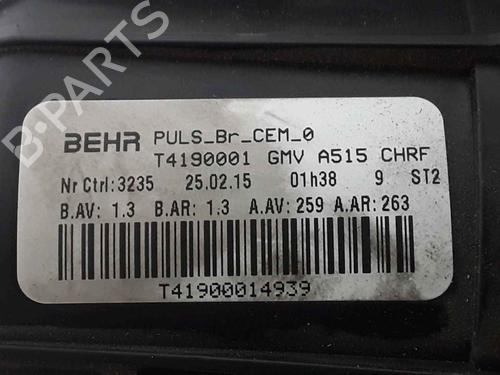 BEHR PULS_Br_CEM_0
T4190001 GMV A515 CHRF
Nr Ctrl:3235 25.02.15 01h38 9 ST2
B.AV: 1.3 B.AR: 1.3 A.AV: 259 A.AR: 263
T41900014939
B-PARTS